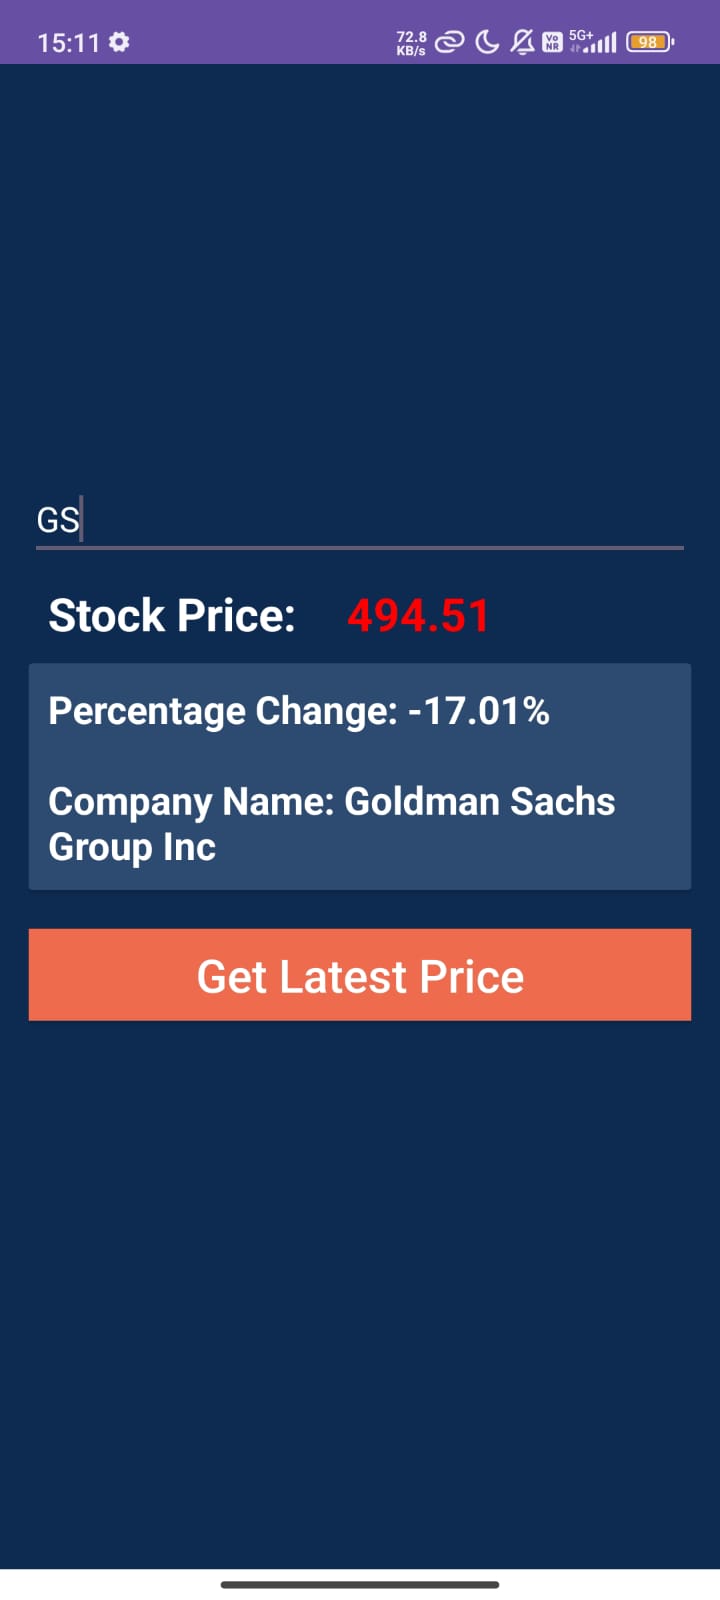 15:11
72.8
KB/s
Vo
NR
5G+
98
GS
Stock Price: 494.51
Percentage Change: -17.01%
Company Name: Goldman Sachs
Group Inc
Get Latest Price